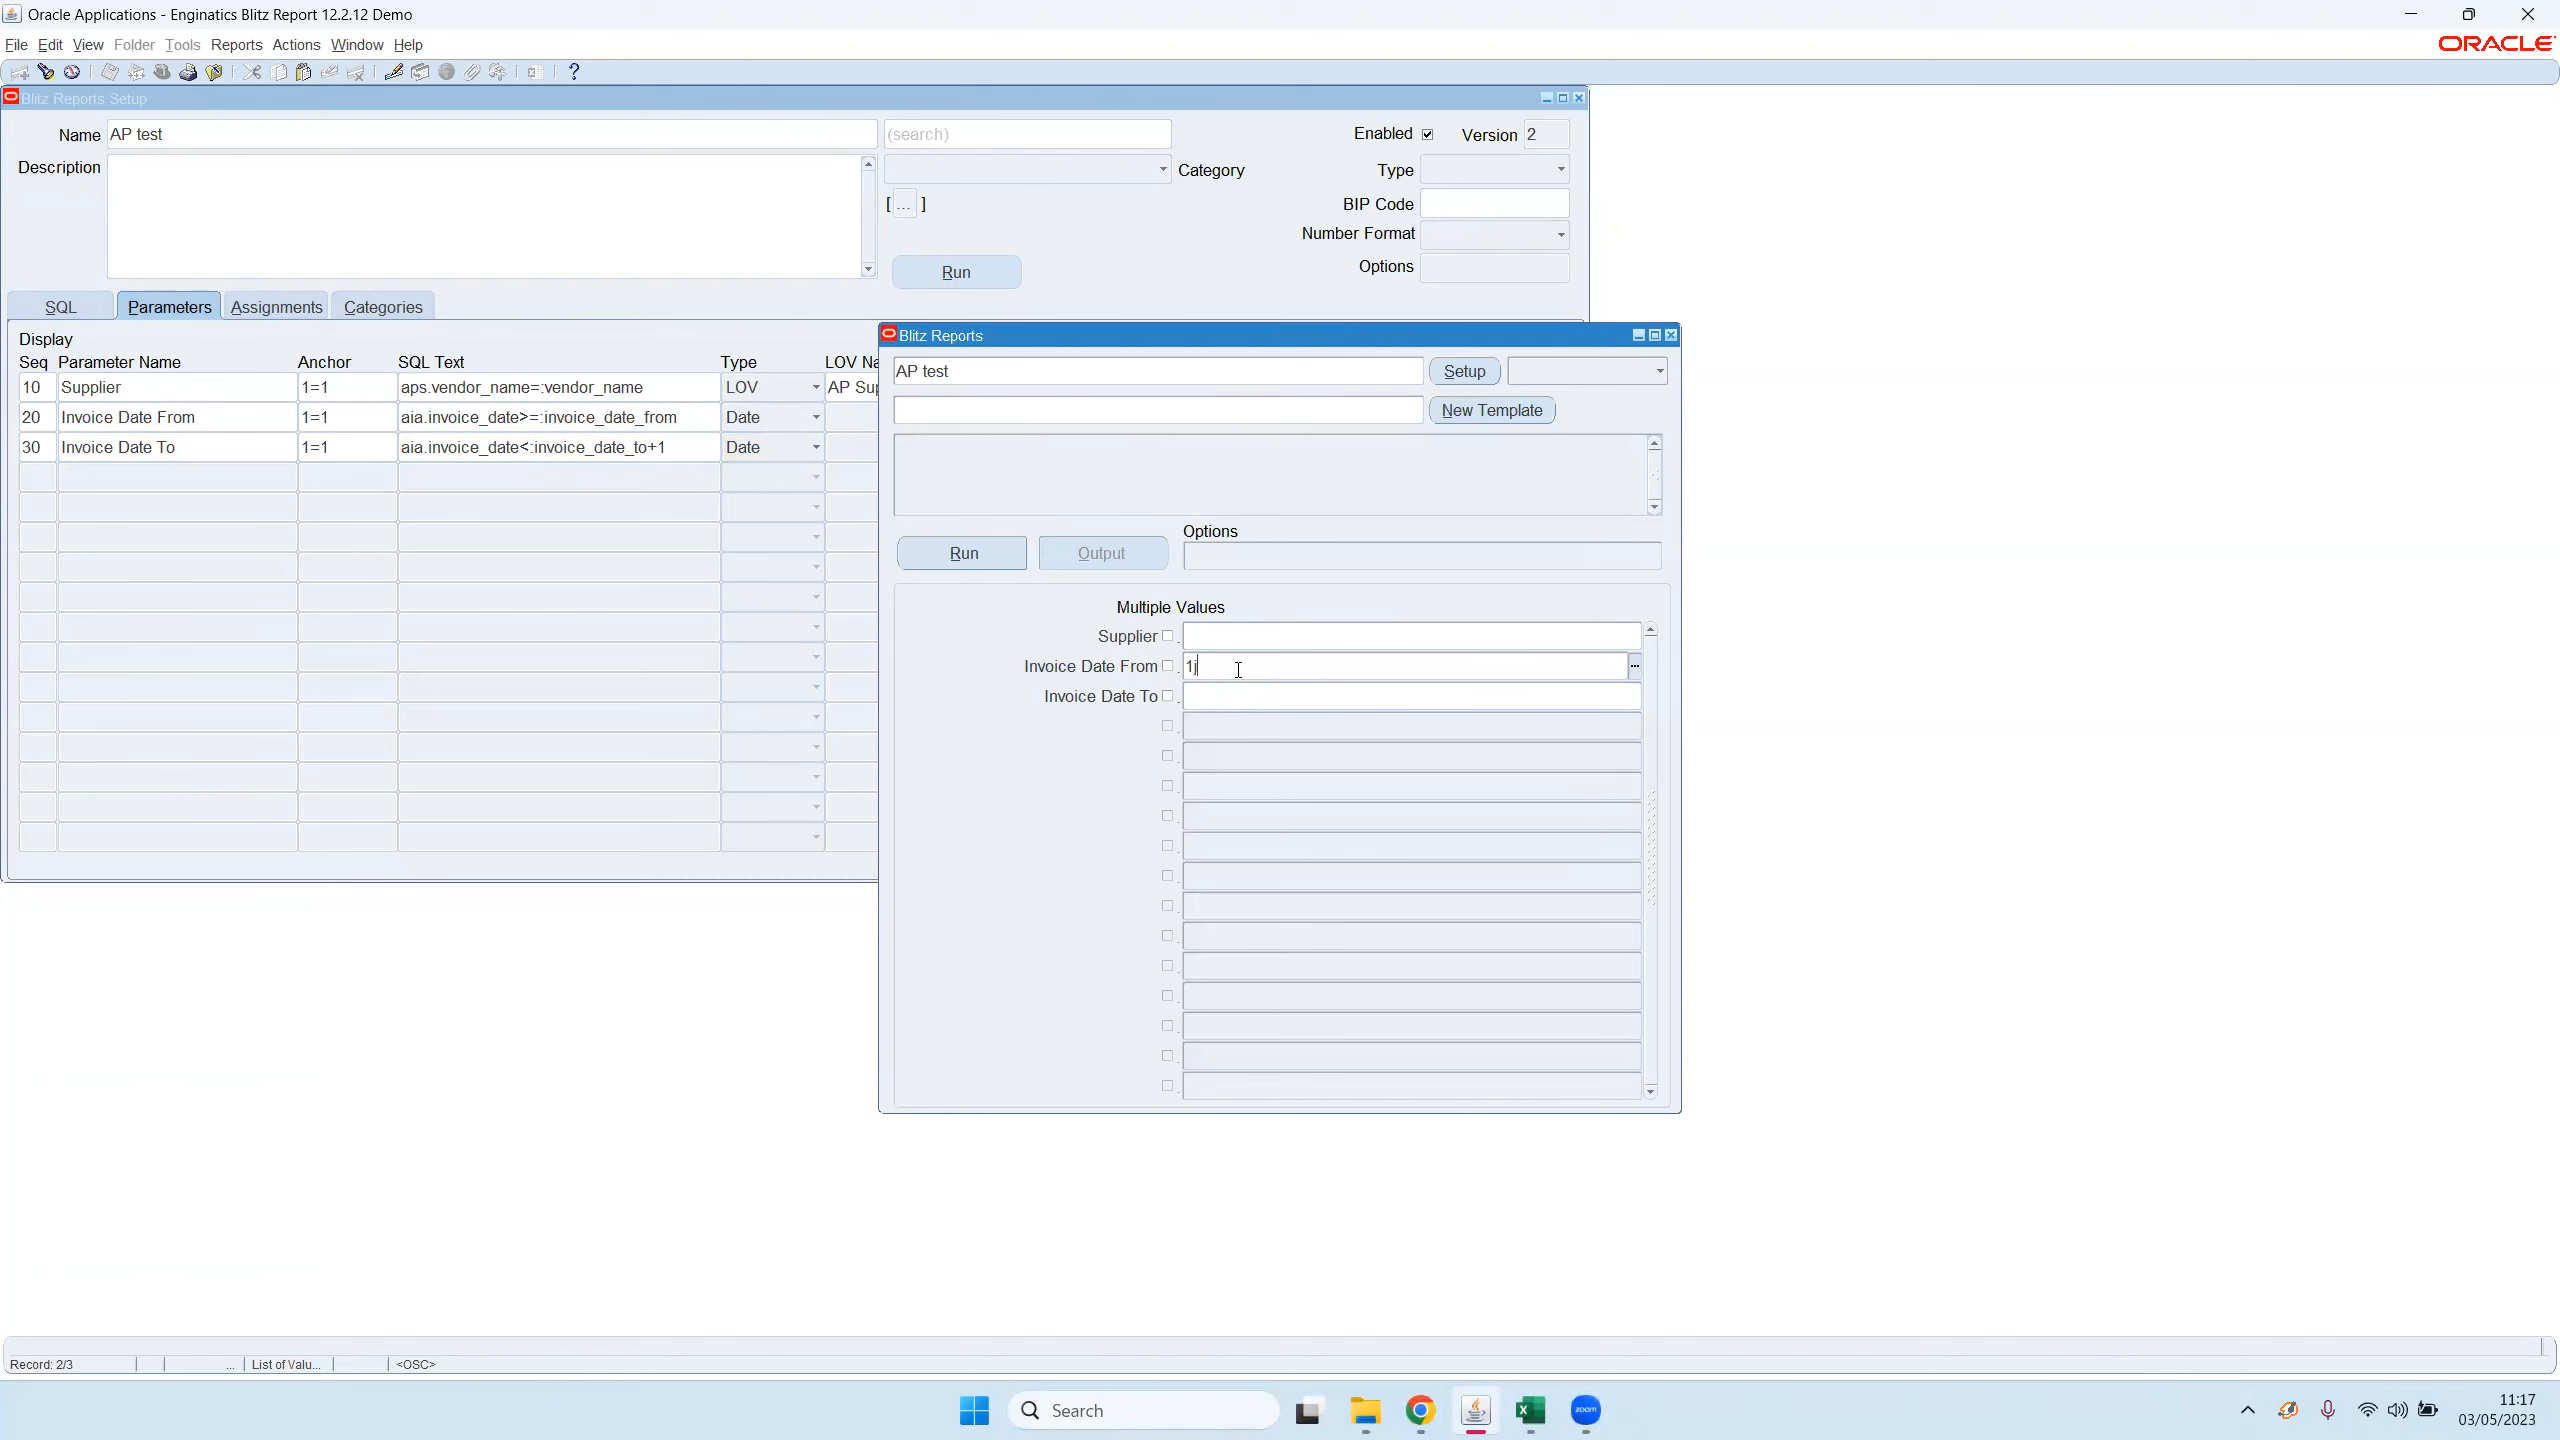 Oracle Applications - Enginatics Blitz Report 12.2.12 Demo
File Edit View Folder Tools Reports Actions Window Help
ORACLE
Blitz Reports Setup
Name AP test (search) Enabled Version 2
Description Category Type
[ ... ] BIP Code
Number Format
Run Options
SQL Parameters Assignments Categories
Display
Seq Parameter Name Anchor SQL Text Type LOV Na
10 Supplier 1=1 aps.vendor_name=:vendor_name LOV AP Sup
20 Invoice Date From 1=1 aia.invoice_date>=:invoice_date_from Date
30 Invoice Date To 1=1 aia.invoice_date<:invoice_date_to+1 Date
Blitz Reports
AP test Setup
New Template
Options
Run Output
Multiple Values
Supplier
Invoice Date From 1j ...
Invoice Date To
Record: 2/3 ... List of Valu... <OSC>
Search zoom 11:17
03/05/2023